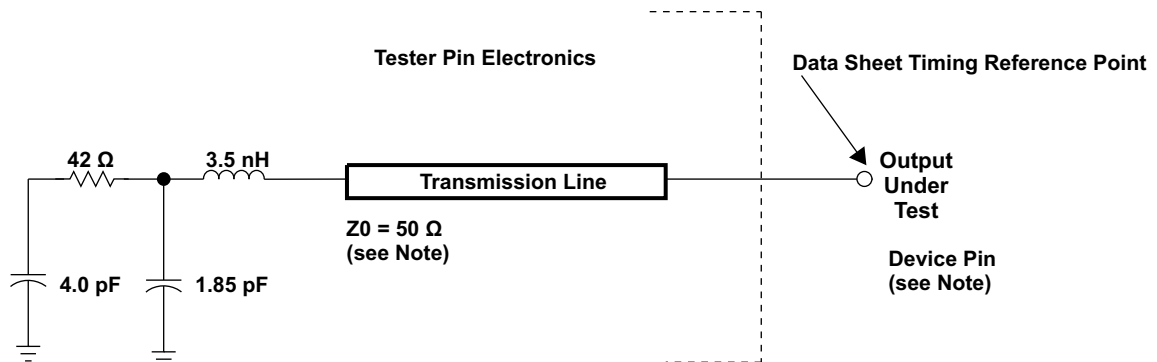 Tester Pin Electronics
Data Sheet Timing Reference Point
42 Ω
3.5 nH
Transmission Line
Output
Under
Test
Z0 = 50 Ω
(see Note)
Device Pin
(see Note)
4.0 pF
1.85 pF